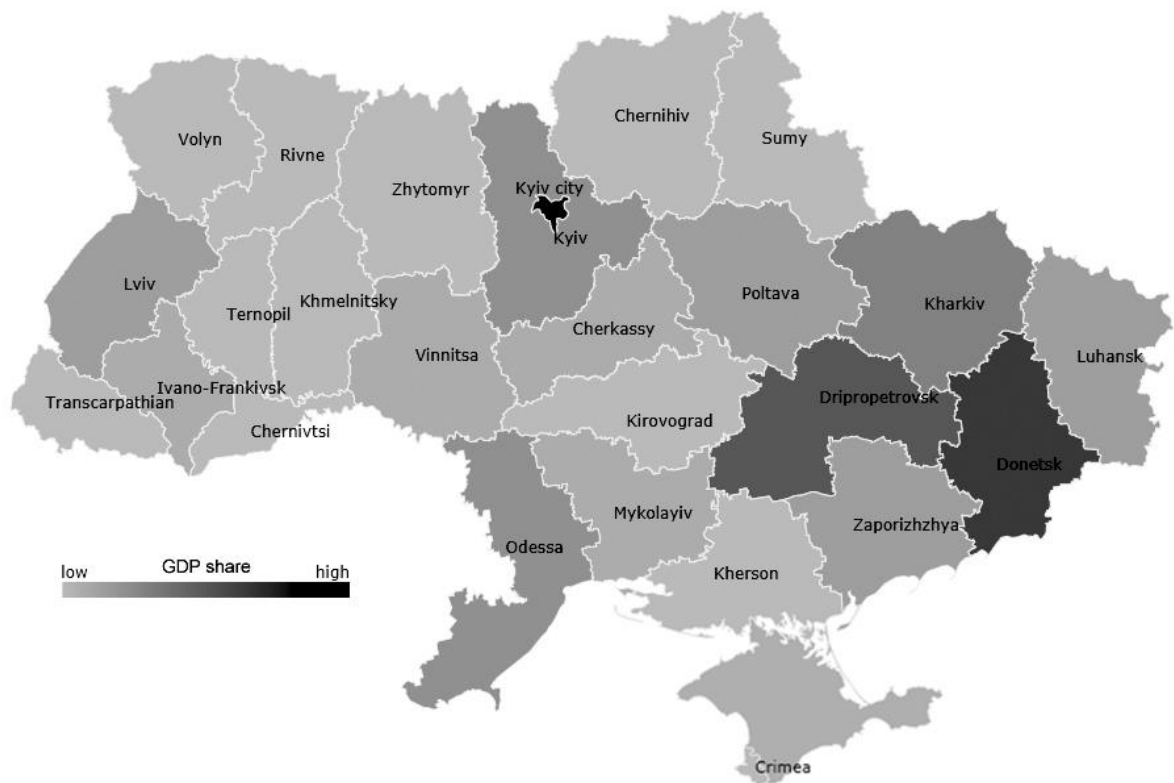 Chernihiv
Sumy
Volyn
Rivne
Zhytomyr
Kyiv city
Kyiv
Lviv
Ternopil
Khmelnitsky
Poltava
Kharkiv
Cherkassy
Vinnitsa
Luhansk
Ivano-Frankivsk
Transcarpathian
Chernivtsi
Kirovograd
Dripropetrovsk
Donetsk
Mykolayiv
Zaporizhzhya
Odessa
Kherson
low GDP share high
Crimea